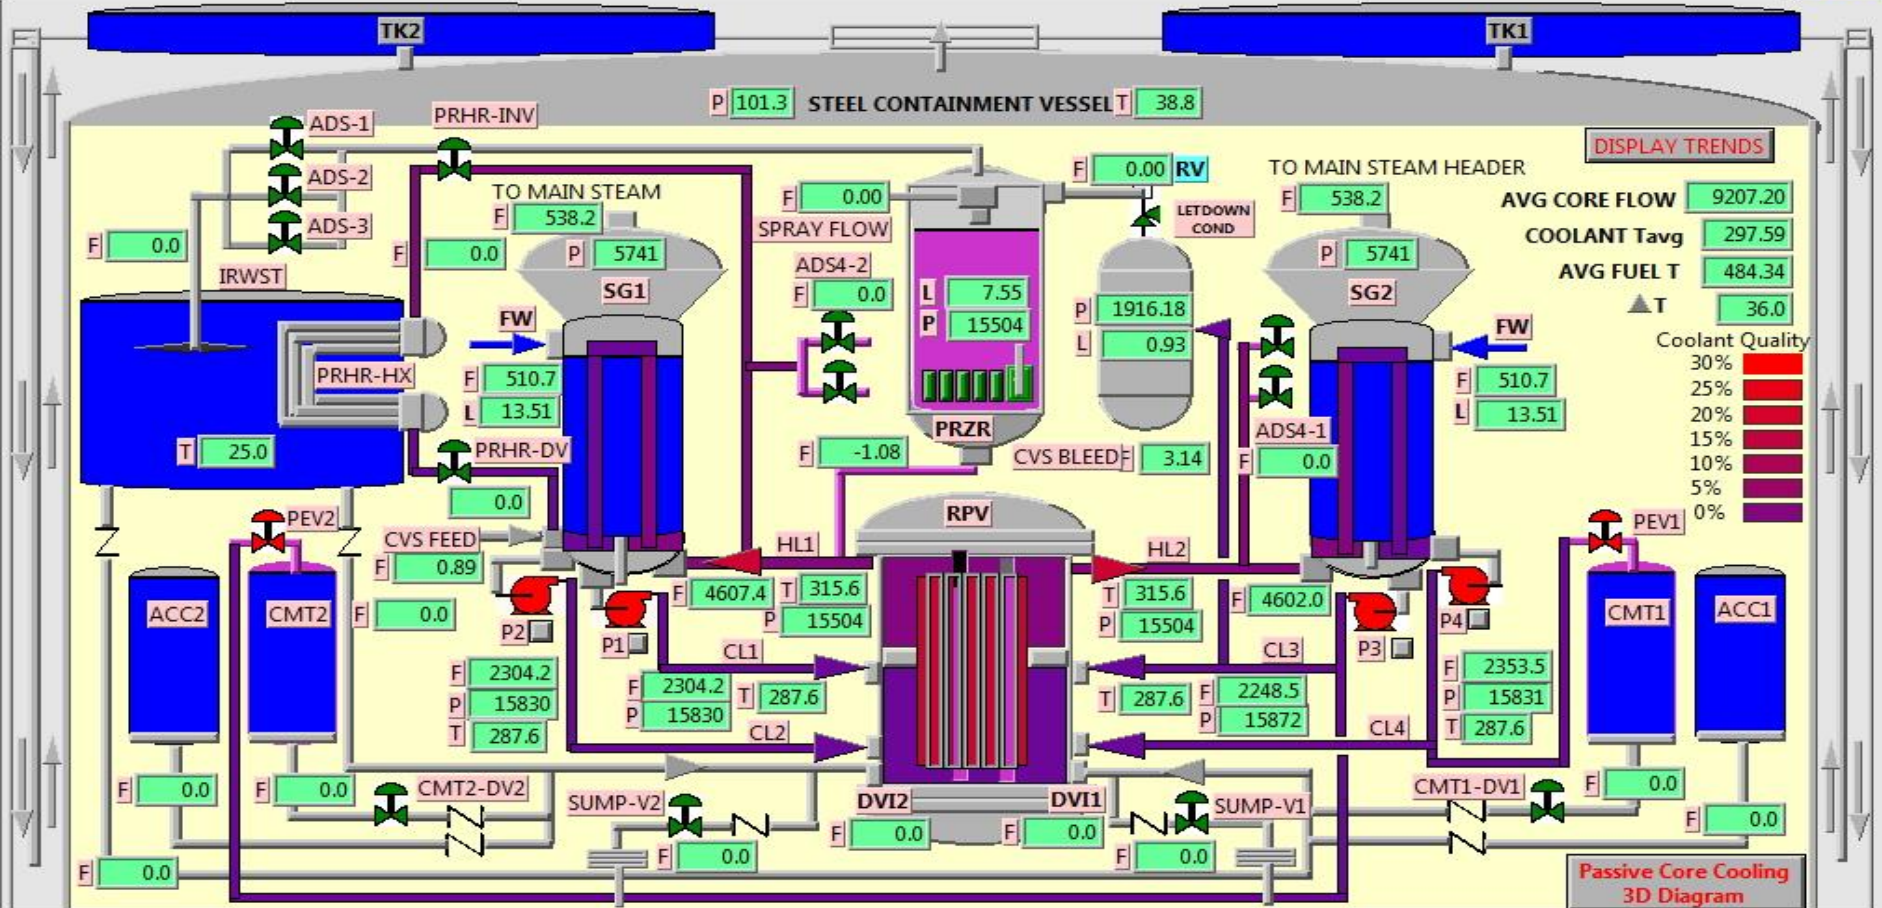 TK2
TK1
P 101.3 STEEL CONTAINMENT VESSEL T 38.8
ADS-1
PRHR-INV
DISPLAY TRENDS
ADS-2
ADS-3
TO MAIN STEAM
F 538.2
P 5741
SG1
F 0.0
F 0.0
IRWST
F 0.00
SPRAY FLOW
ADS4-2
F 0.0
F 0.00 RV
LETDOWN
COND
TO MAIN STEAM HEADER
F 538.2
P 5741
SG2
AVG CORE FLOW 9207.20
COOLANT Tavg 297.59
AVG FUEL T 484.34
▲T 36.0
Coolant Quality
30%
25%
20%
15%
10%
5%
0%
L 7.55
P 15504
PRZR
P 1916.18
L 0.93
FW
F 510.7
L 13.51
FW
F 510.7
L 13.51
PRHR-HX
T 25.0
PRHR-DV
0.0
F -1.08
CVS BLEED F 3.14
ADS4-1
F 0.0
PEV2
CVS FEED
F 0.89
F 0.0
RPV
HL1
HL2
PEV1
F 4607.4
T 315.6
P 15504
T 315.6
P 15504
F 4602.0
ACC2
CMT2
P2
P1
P3
P4
CMT1
ACC1
CL1
CL3
F 2304.2
P 15830
T 287.6
F 2304.2
P 15830
T 287.6
T 287.6
F 2248.5
P 15872
F 2353.5
P 15831
T 287.6
CL2
CL4
F 0.0
F 0.0
CMT2-DV2
SUMP-V2
DVI2
DVI1
SUMP-V1
CMT1-DV1
F 0.0
F 0.0
F 0.0
F 0.0
F 0.0
F 0.0
F 0.0
Passive Core Cooling
3D Diagram